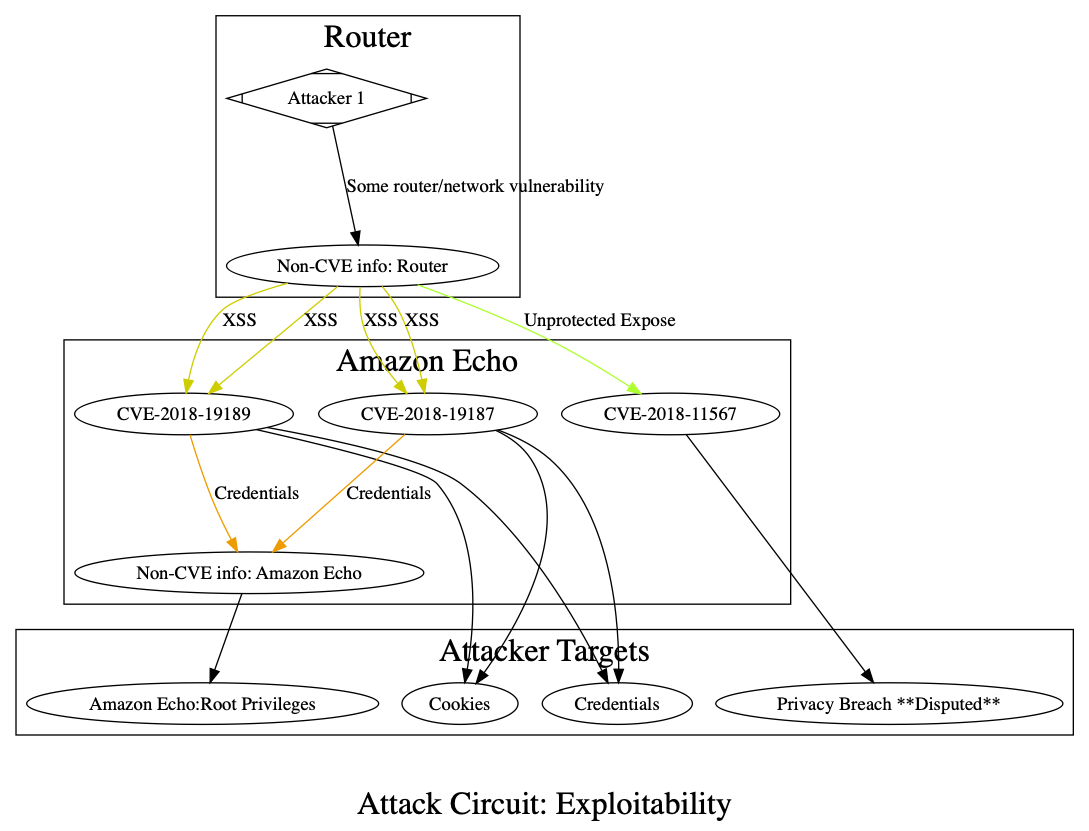 Router
Attacker 1
Some router/network vulnerability
Non-CVE info: Router
XSS
XSS
XSS
XSS
Unprotected Expose
Amazon Echo
CVE-2018-19189
CVE-2018-19187
CVE-2018-11567
Credentials
Credentials
Non-CVE info: Amazon Echo
Attacker Targets
Amazon Echo:Root Privileges
Cookies
Credentials
Privacy Breach **Disputed**
Attack Circuit: Exploitability